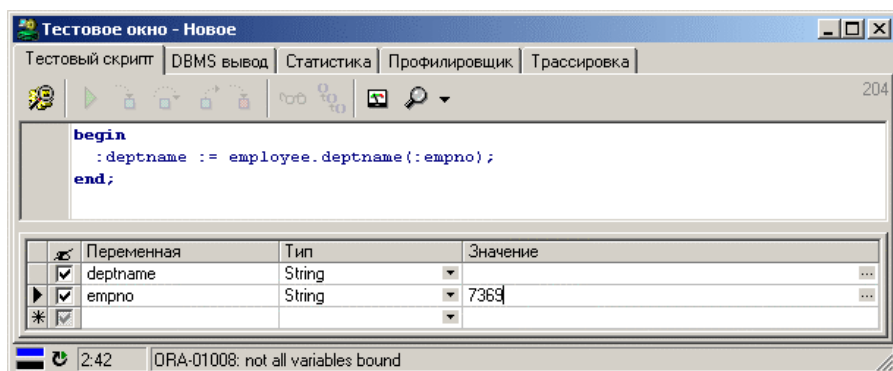 Тестовое окно - Новое
Тестовый скрипт DBMS вывод Статистика Профилировщик Трассировка
204
begin
:deptname := employee.deptname(:empno);
end;
Переменная Тип Значение
deptname String
empno String 7369
2:42 ORA-01008: not all variables bound